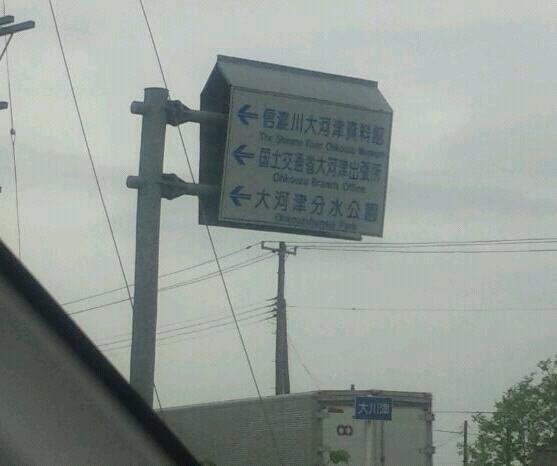 信濃川大河津資料館
The Shinano River Ohkouzu Museum
国土交通省大河津出張所
Ohkouzu Branch Office
大河津分水公園
Ohkouzu Bunsui Park
大川津